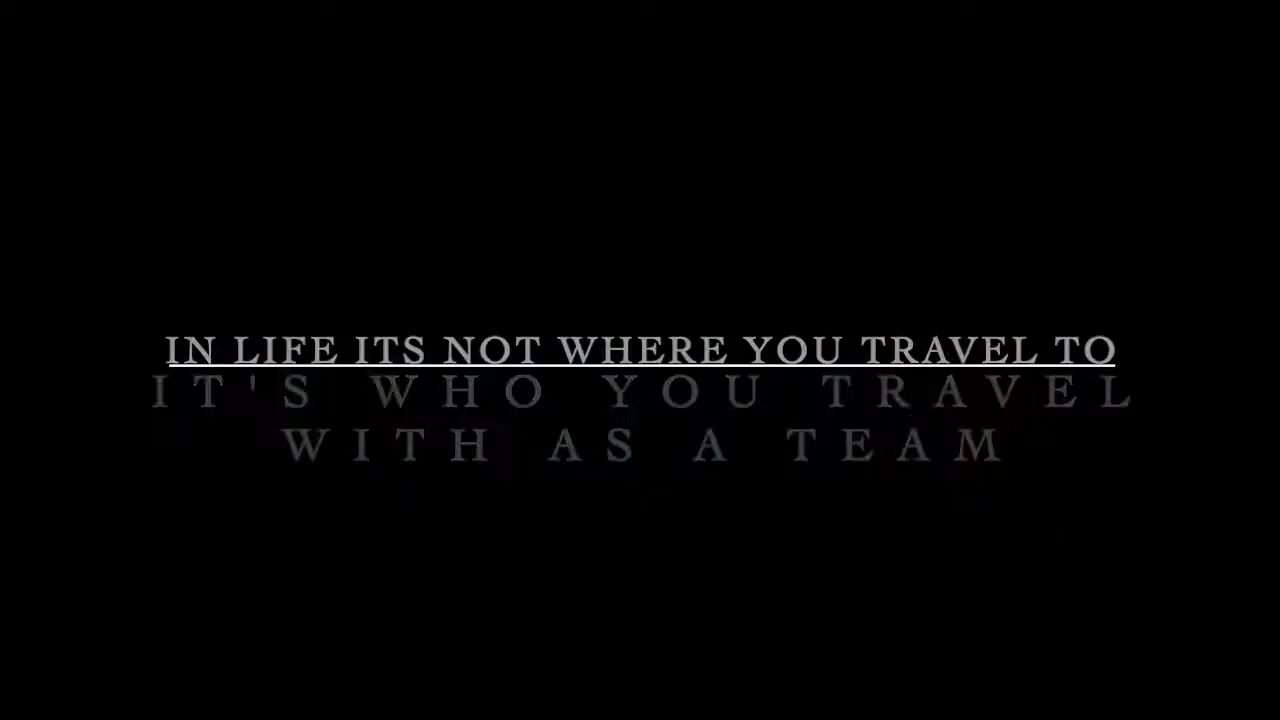 IN LIFE ITS NOT WHERE YOU TRAVEL TO
IT'S WHO YOU TRAVEL
WITH AS A TEAM